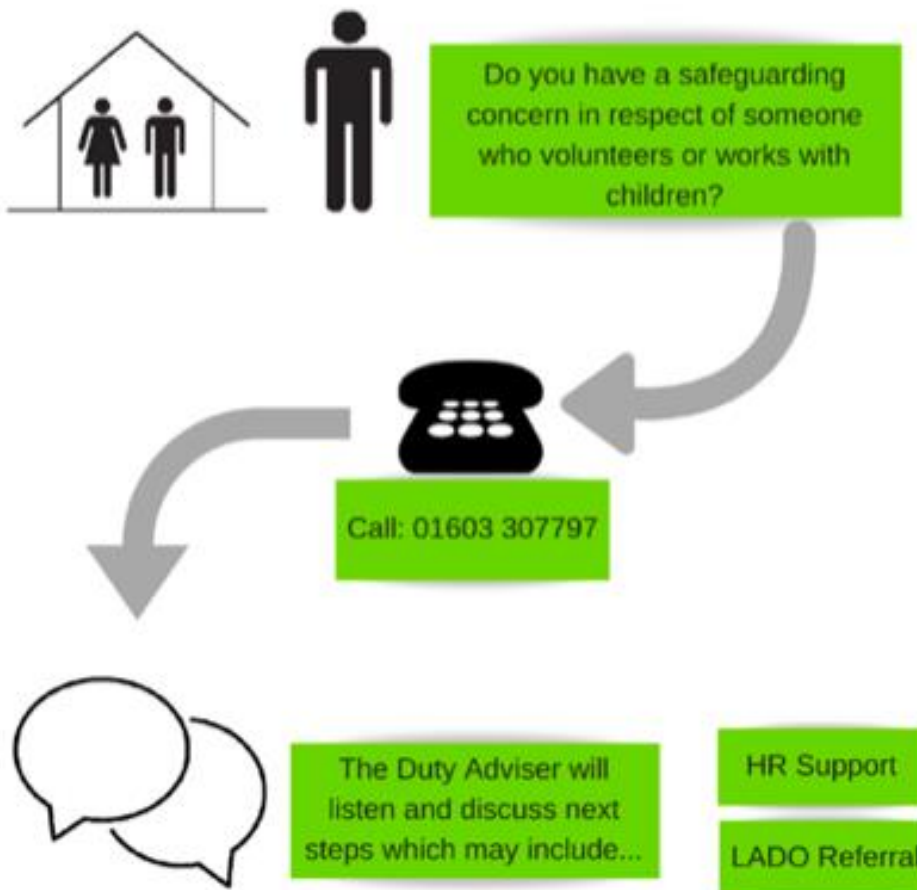 Do you have a safeguarding
concern in respect of someone
who volunteers or works with
children?
Call: 01603 307797
The Duty Adviser will
listen and discuss next
steps which may include...
HR Support
LADO Referral